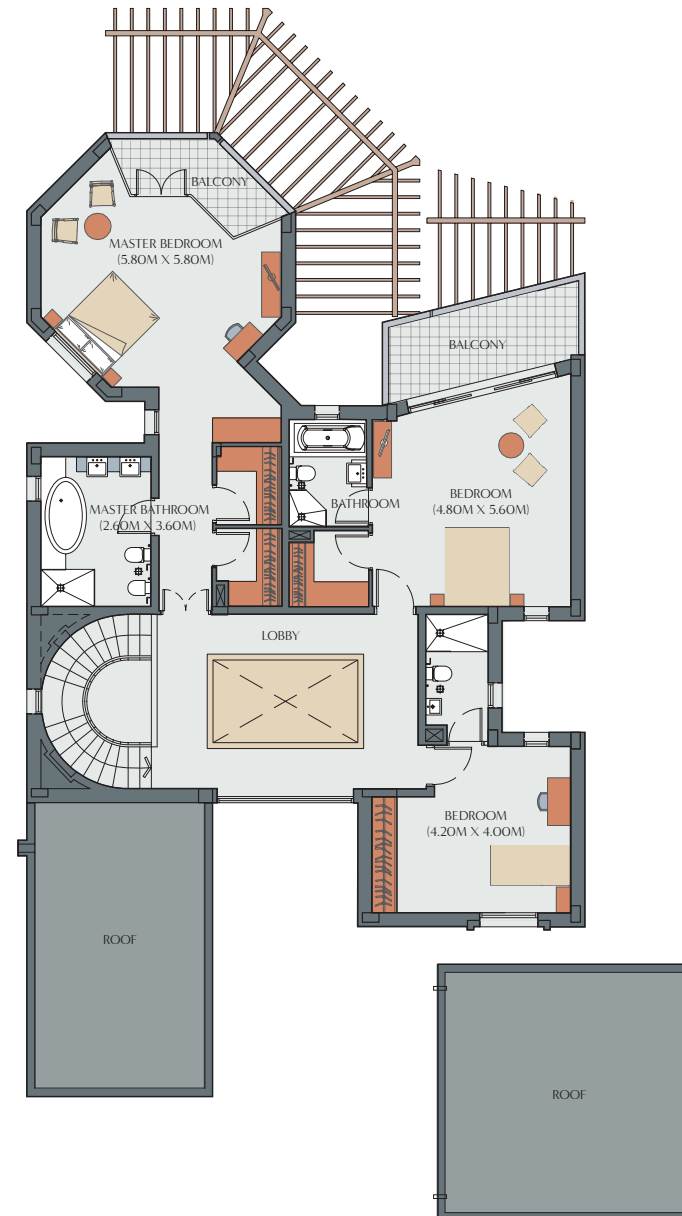 BALCONY
MASTER BEDROOM
(5.80M X 5.80M)
BALCONY
BEDROOM
(4.80M X 5.60M)
BATHROOM
MASTER BATHROOM
(2.60M X 3.60M)
LOBBY
BEDROOM
(4.20M X 4.00M)
ROOF
ROOF